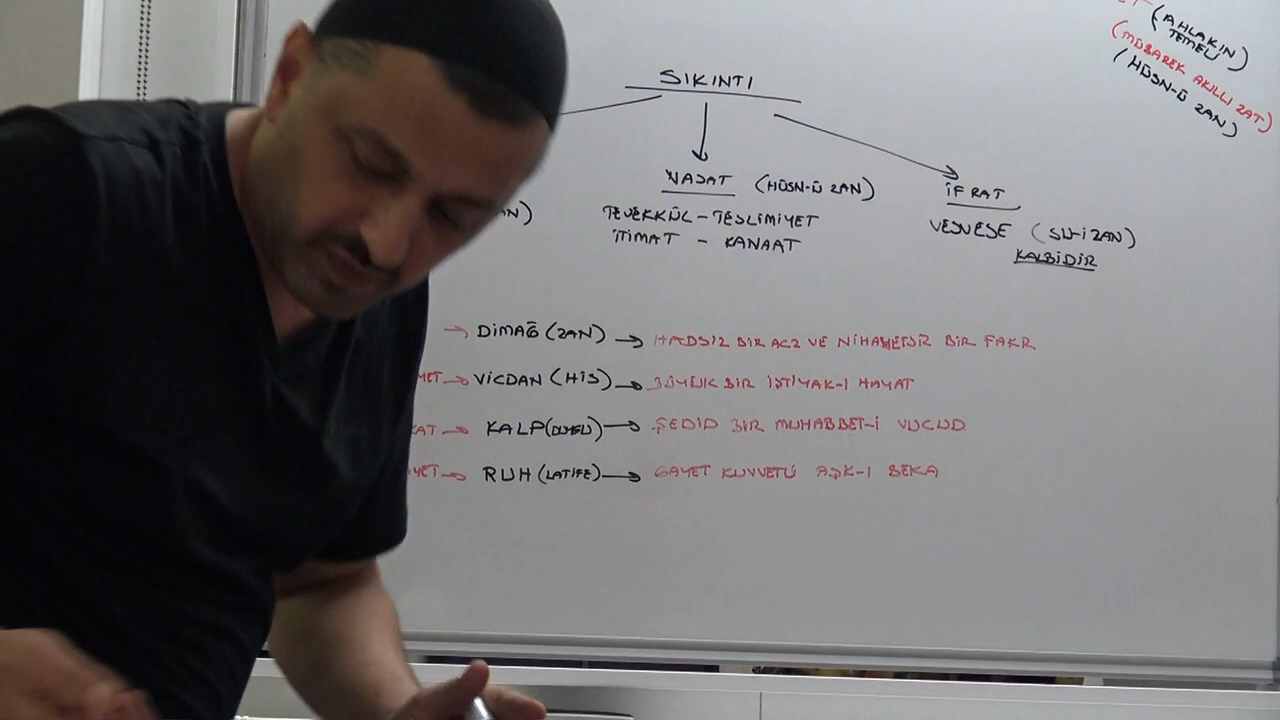 (AHLAKIN
TEMELİ)
(MÜBAREK AKILLI ZAT)
(HÜSN-Ü ZAN)
SIKINTI
VASAT (HÜSN-Ü ZAN)
TEVEKKÜL-TESLİMİYET
İTİMAT - KANAAT
İFRAT
VESVESE (SU-İ ZAN)
KALBİDİR
DİMAĞ (ZAN) → HADSİZ BİR ACZ VE NİHAYETSİZ BİR FAKR
VİCDAN (HİS) → BÜYÜK BİR İŞTİYAK-I HAYAT
KALP → ŞEDİD BİR MUHABBET-İ VUCUD
RUH (LATİFE) → GAYET KUVVETLİ AŞK-I BEKA